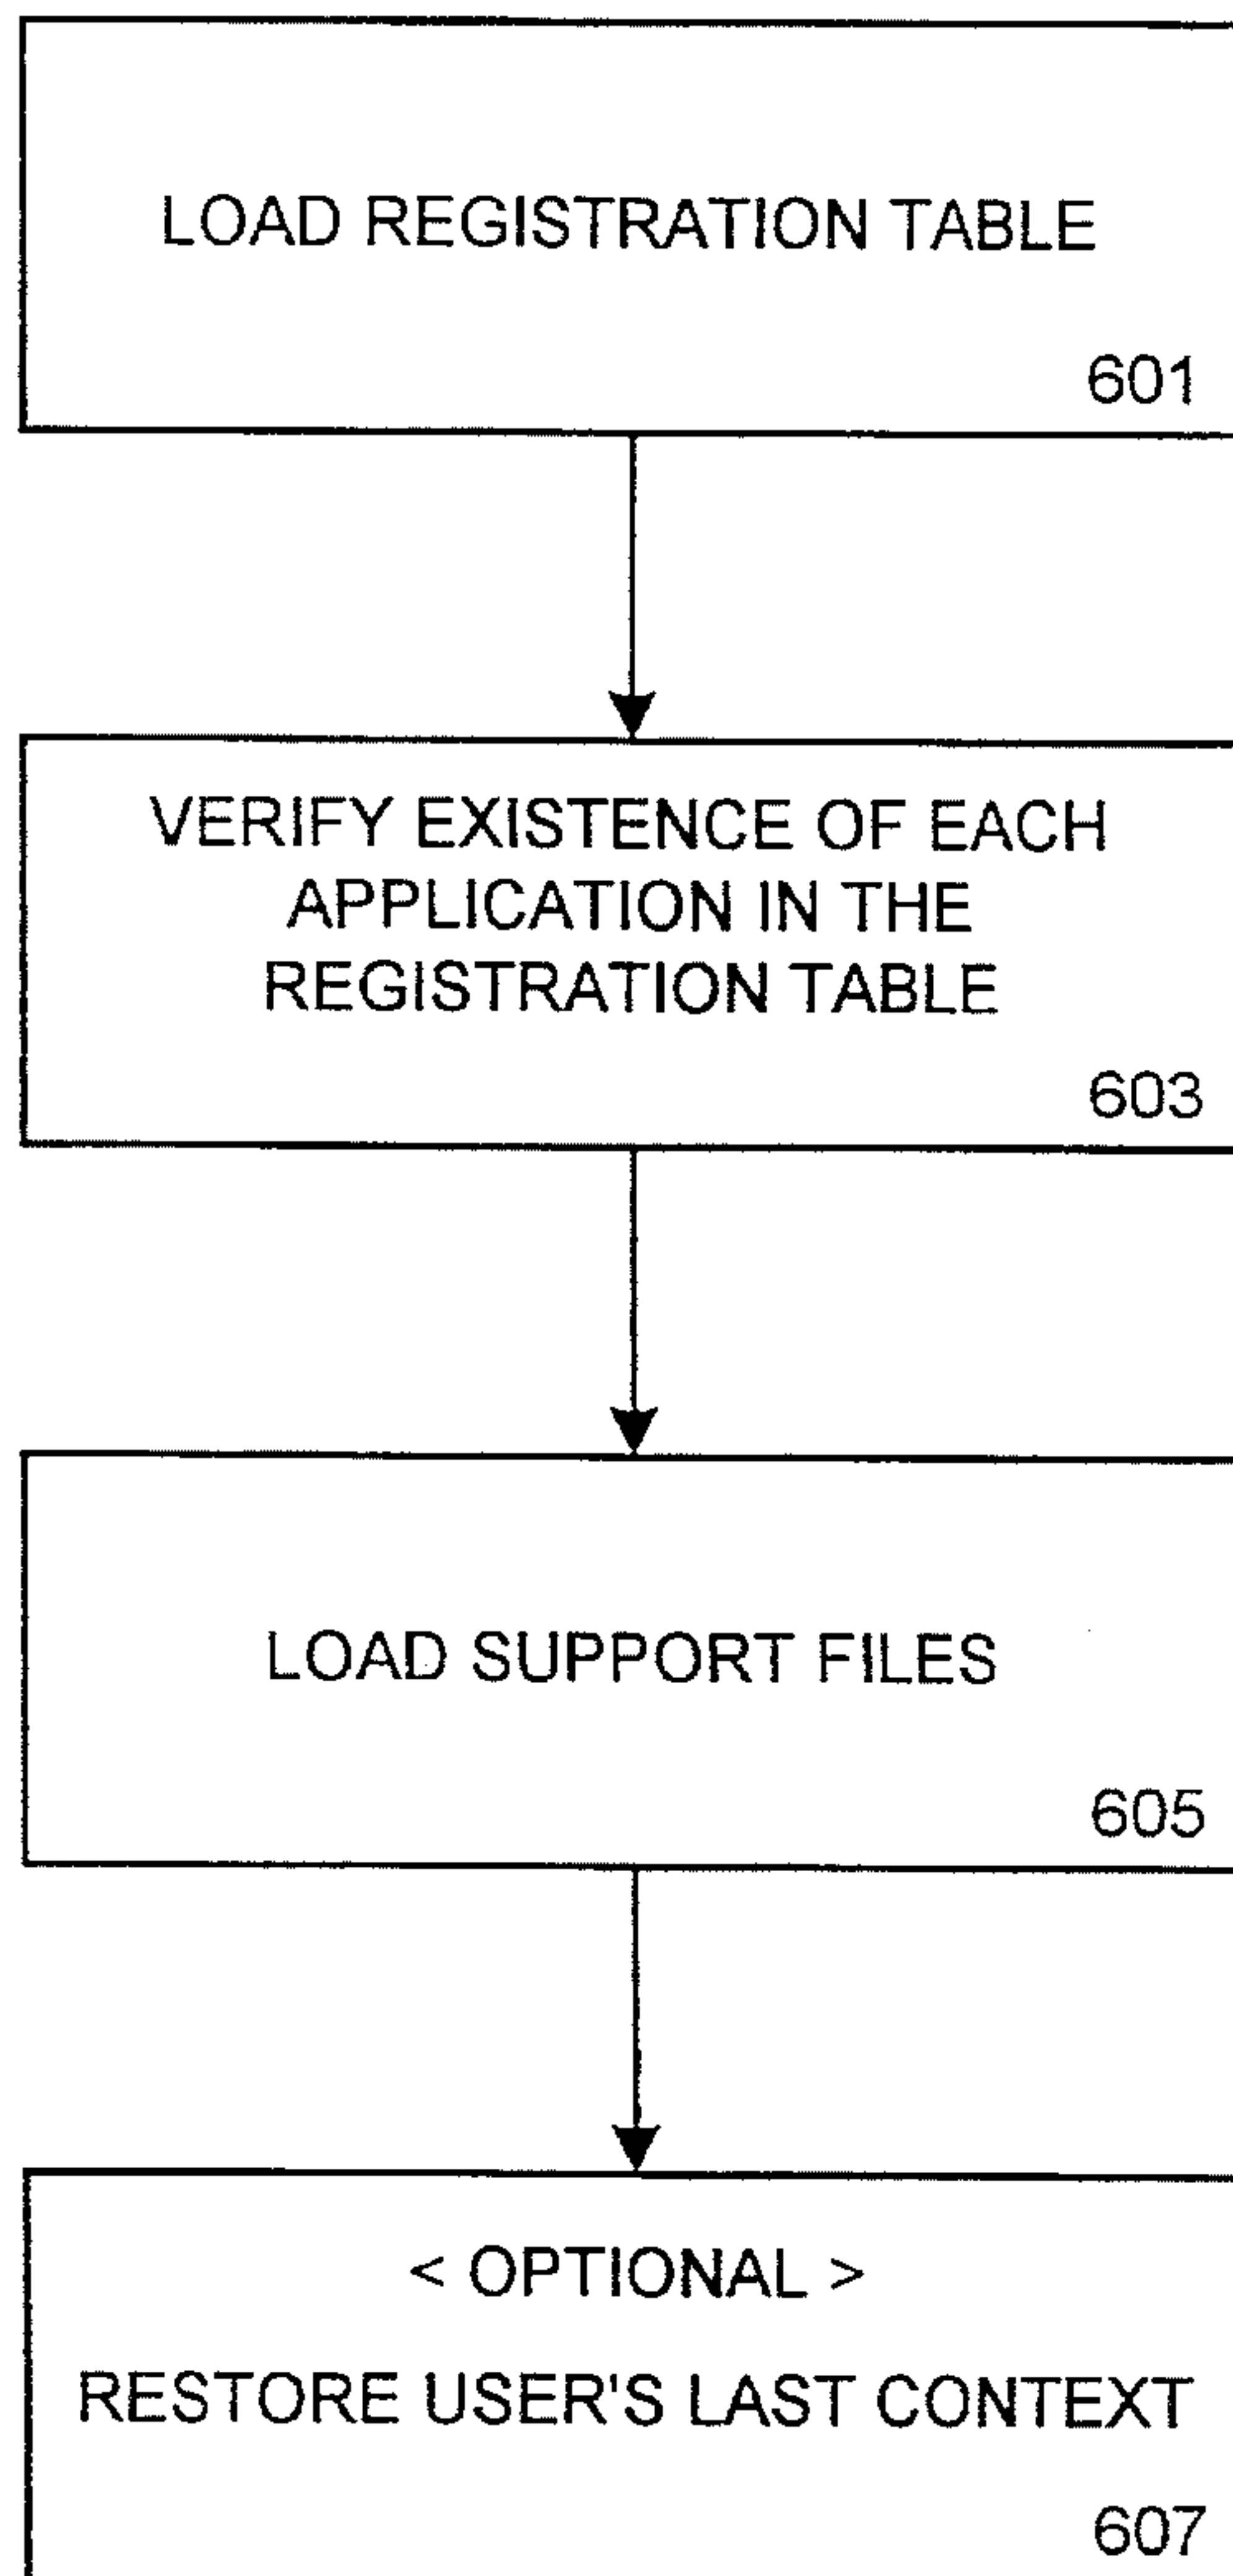 LOAD REGISTRATION TABLE
601
VERIFY EXISTENCE OF EACH
APPLICATION IN THE
REGISTRATION TABLE
603
LOAD SUPPORT FILES
605
< OPTIONAL >
RESTORE USER'S LAST CONTEXT
607